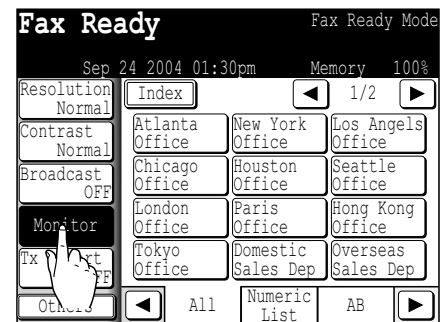 Fax Ready
Fax Ready Mode
Sep 24 2004 01:30pm Memory 100%
Resolution
Normal
Index
1/2
Contrast
Normal
Atlanta
Office
New York
Office
Los Angels
Office
Broadcast
OFF
Chicago
Office
Houston
Office
Seattle
Office
Monitor
London
Office
Paris
Office
Hong Kong
Office
Tx
Tokyo
Office
Domestic
Sales Dep
Overseas
Sales Dep
All
Numeric
List
AB